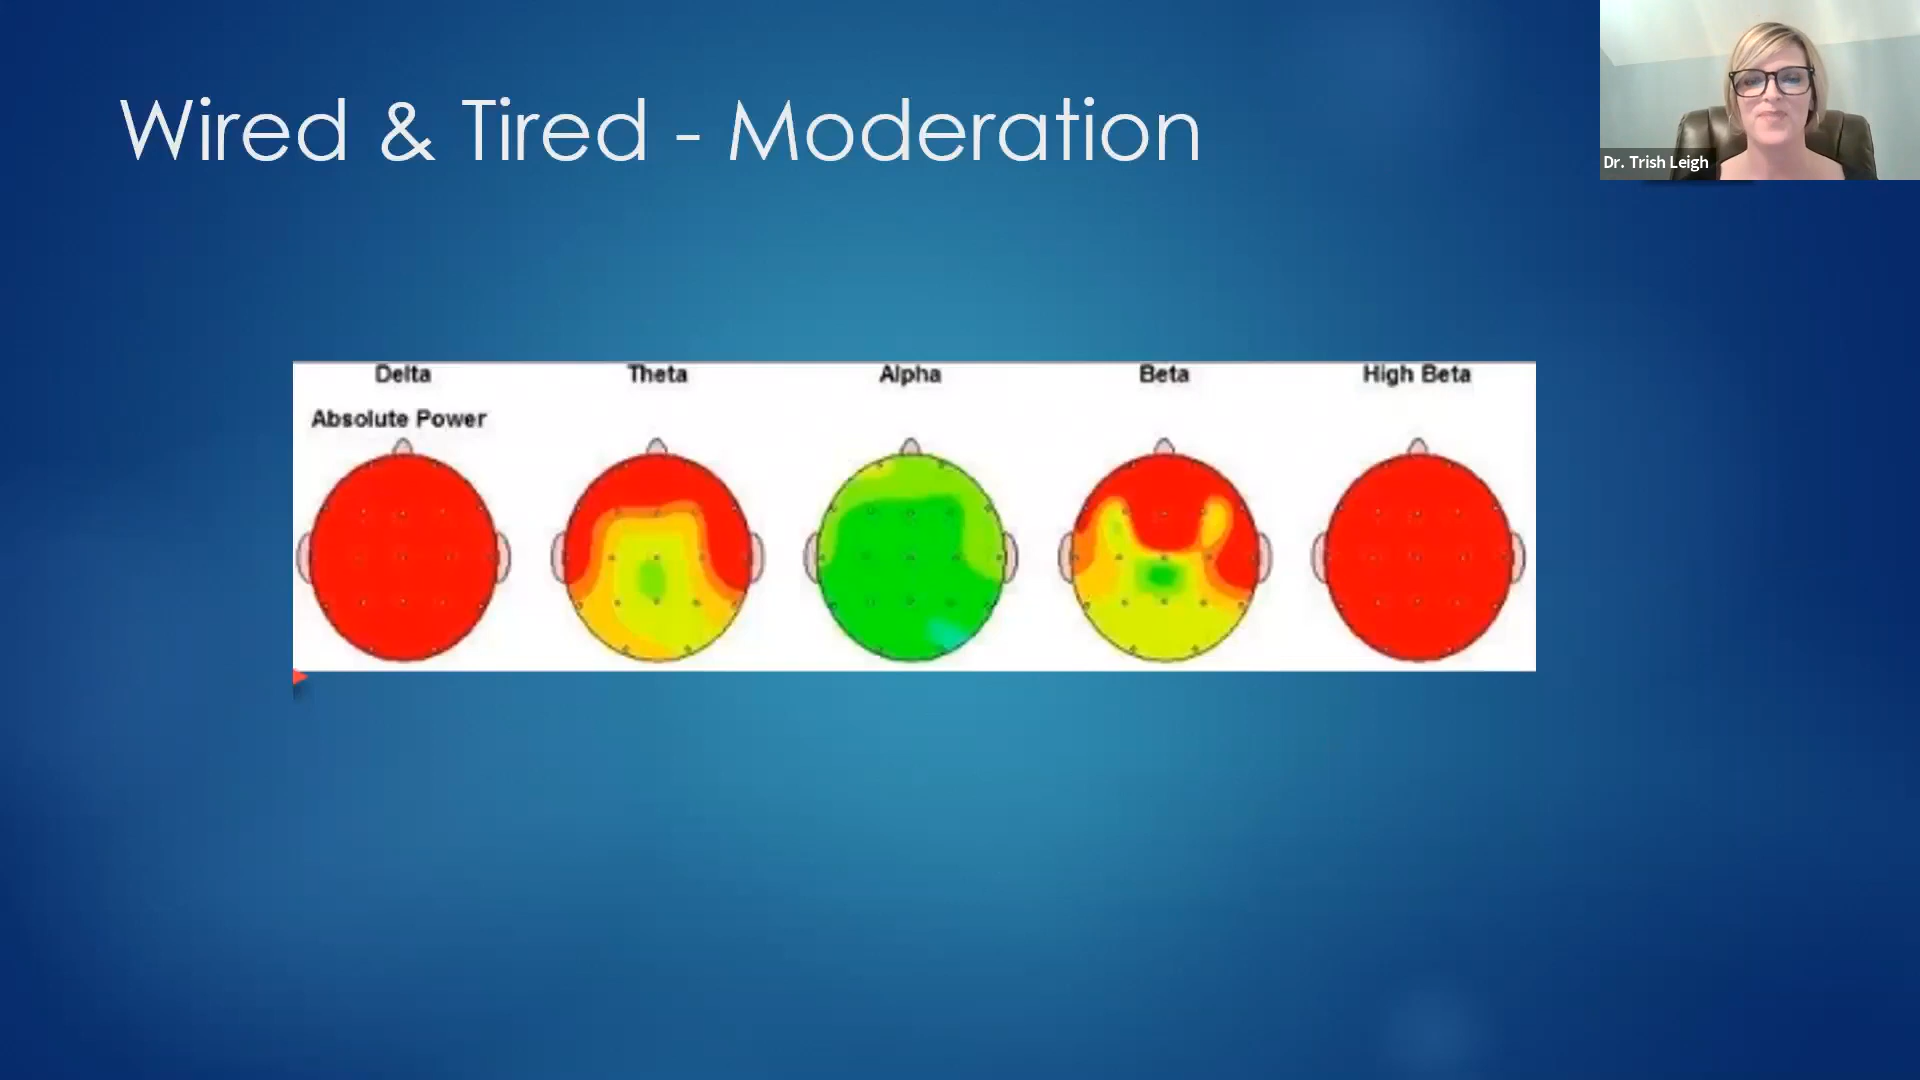 Wired & Tired - Moderation
Dr. Trish Leigh
Delta Theta Alpha Beta High Beta
Absolute Power